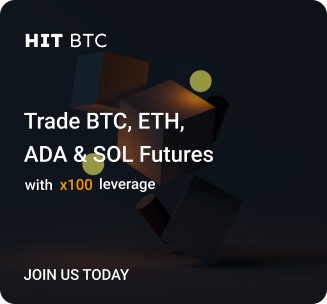 HIT BTC
Trade BTC, ETH,
ADA & SOL Futures
with x100 leverage
JOIN US TODAY